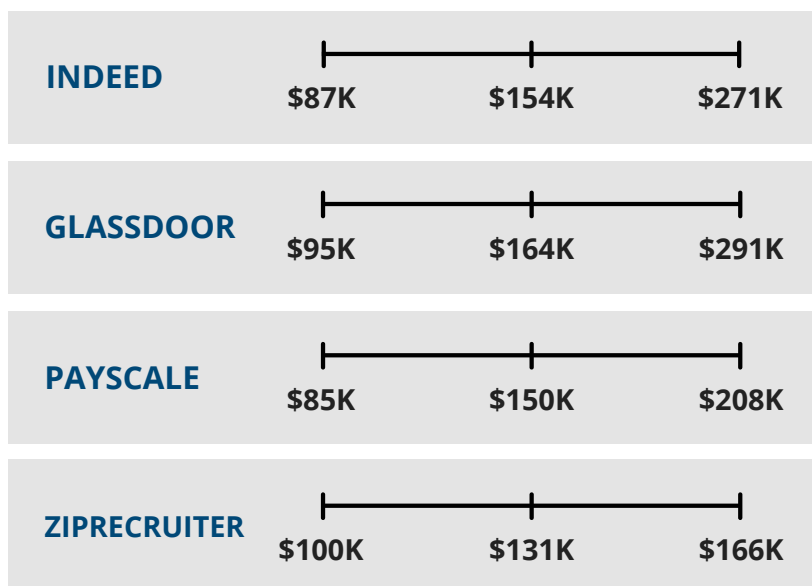 INDEED
$87K $154K $271K
GLASSDOOR
$95K $164K $291K
PAYSCALE
$85K $150K $208K
ZIPRECRUITER
$100K $131K $166K